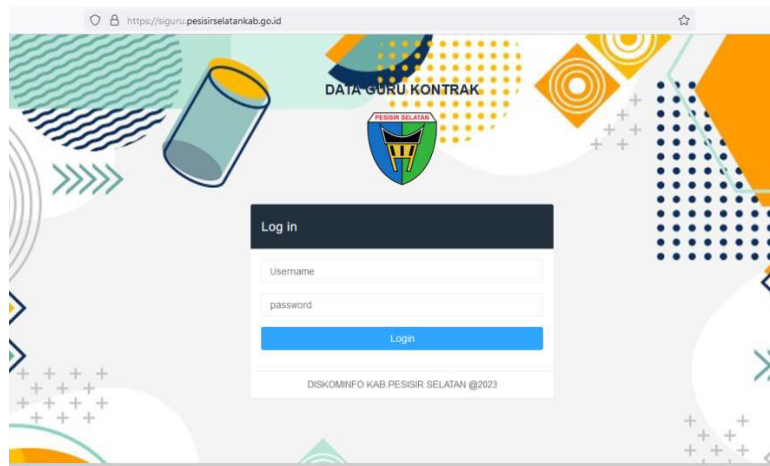 https://siguru.pesisirselatankab.go.id
DATA GURU KONTRAK
PESISIR SELATAN
Log in
Username
password
Login
DISKOMINFO KAB.PESISIR SELATAN @2023